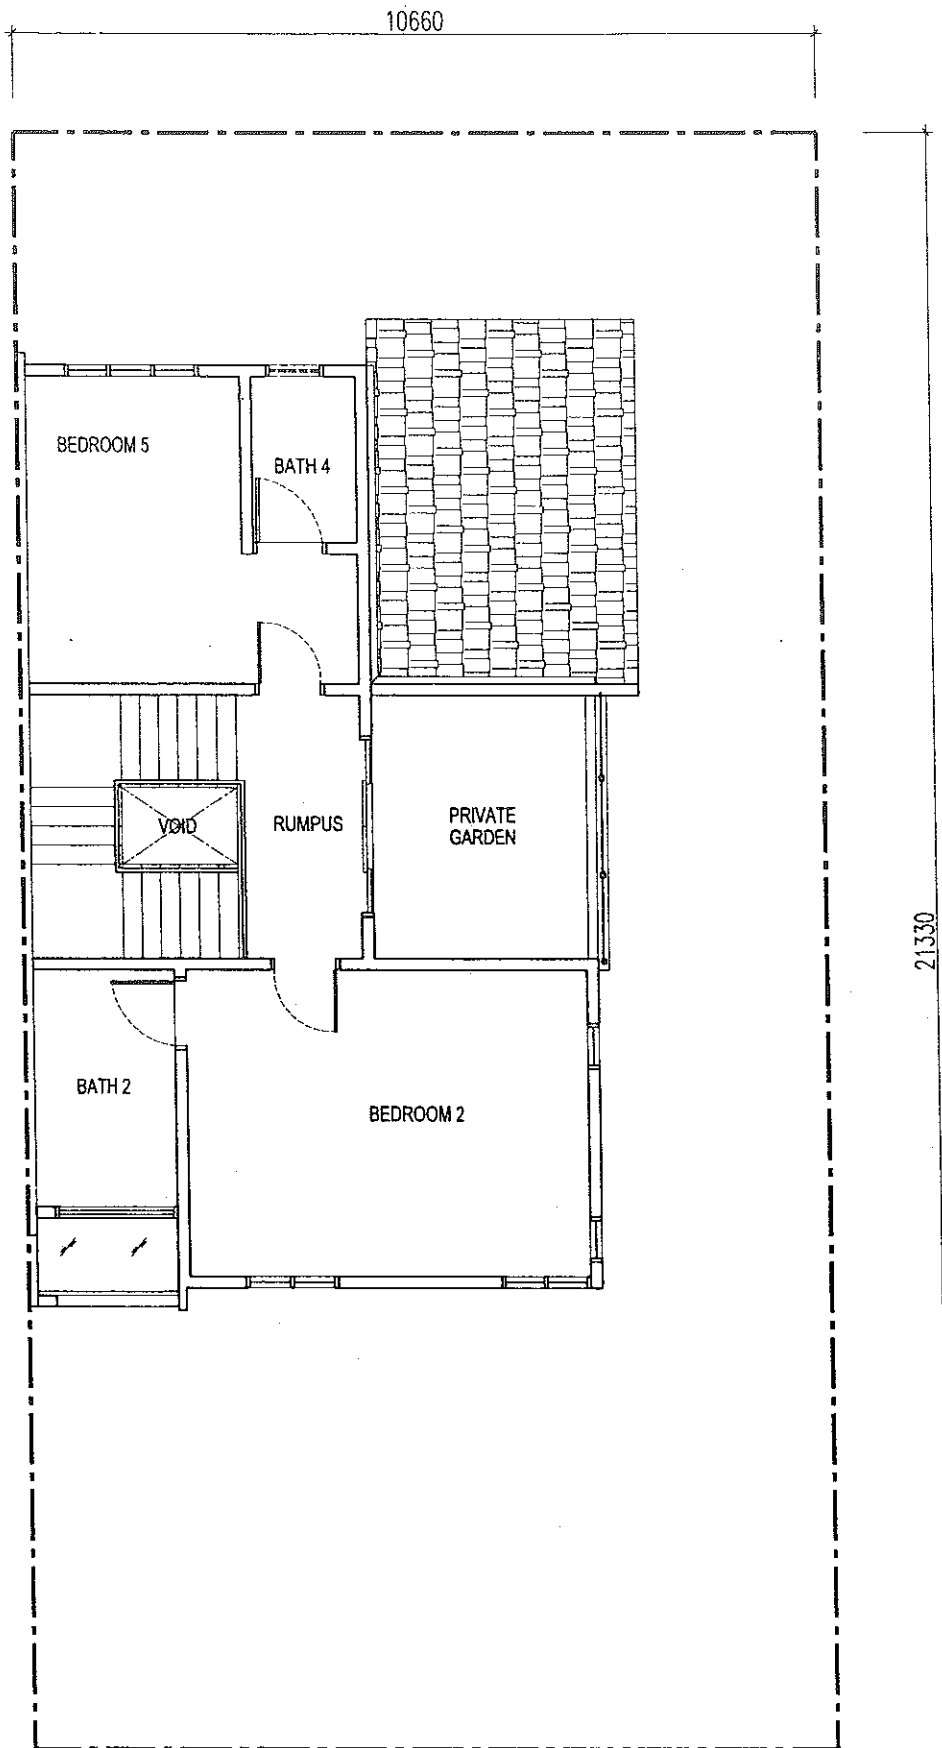 10660
BEDROOM 5
BATH 4
VOID
RUMPUS
PRIVATE
GARDEN
21330
BATH 2
BEDROOM 2